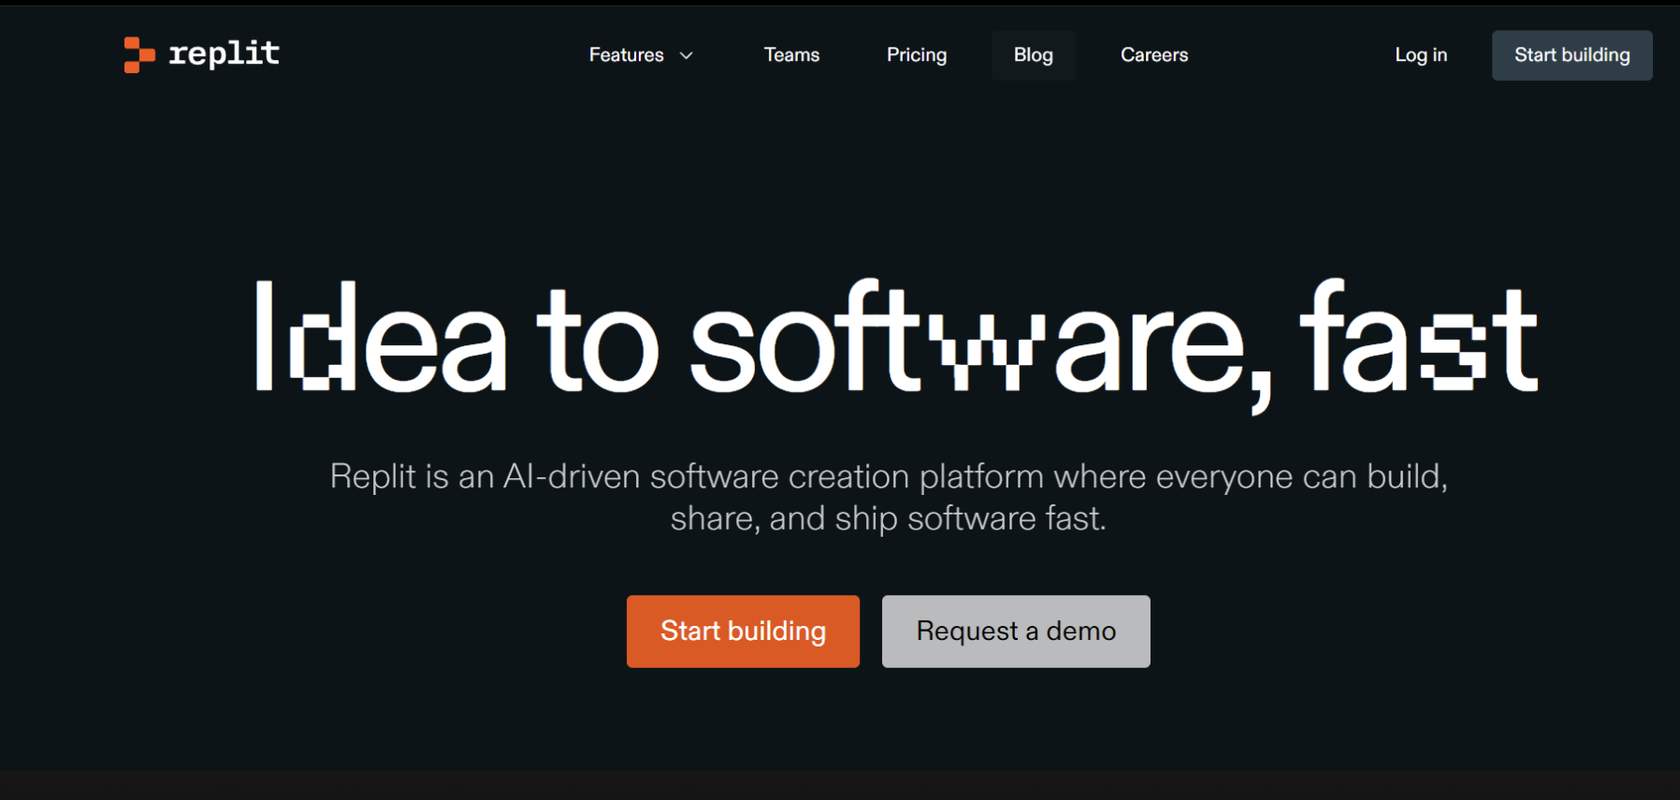 replit
Features
Teams
Pricing
Blog
Careers
Log in
Start building
Idea to software, fast
Replit is an AI-driven software creation platform where everyone can build,
share, and ship software fast.
Start building
Request a demo